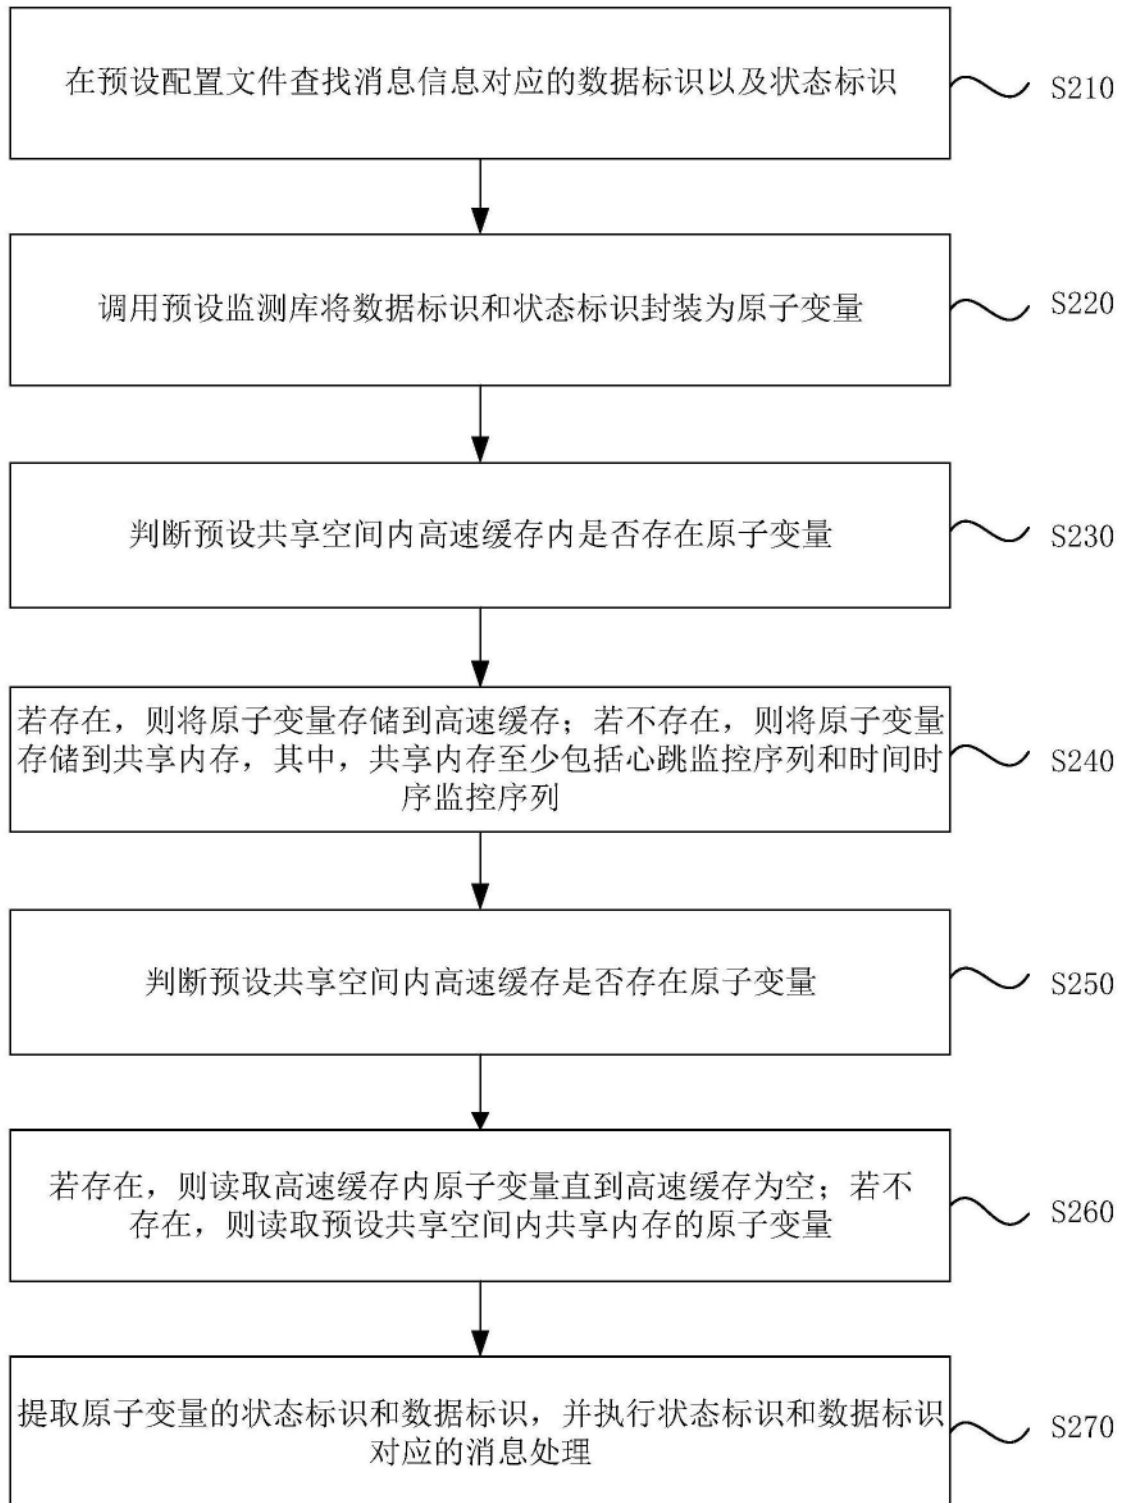 在预设配置文件查找消息信息对应的数据标识以及状态标识
S210
调用预设监测库将数据标识和状态标识封装为原子变量
S220
判断预设共享空间内高速缓存内是否存在原子变量
S230
若存在，则将原子变量存储到高速缓存；若不存在，则将原子变量
存储到共享内存，其中，共享内存至少包括心跳监控序列和时间时
序监控序列
S240
判断预设共享空间内高速缓存是否存在原子变量
S250
若存在，则读取高速缓存内原子变量直到高速缓存为空；若不
存在，则读取预设共享空间内共享内存的原子变量
S260
提取原子变量的状态标识和数据标识，并执行状态标识和数据标识
对应的消息处理
S270